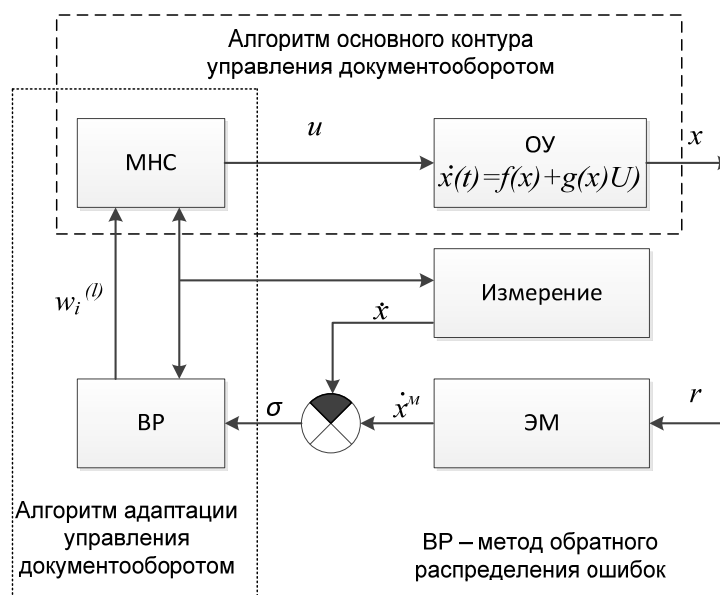 Алгоритм основного контура
управления документооборотом
МНС
u
ОУ
ẋ(t)=f(x)+g(x)U)
x
w_i^(l)
Измерение
ẋ
ВР
σ
ẋ^м
ЭМ
r
Алгоритм адаптации
управления
документооборотом
ВР – метод обратного
распределения ошибок